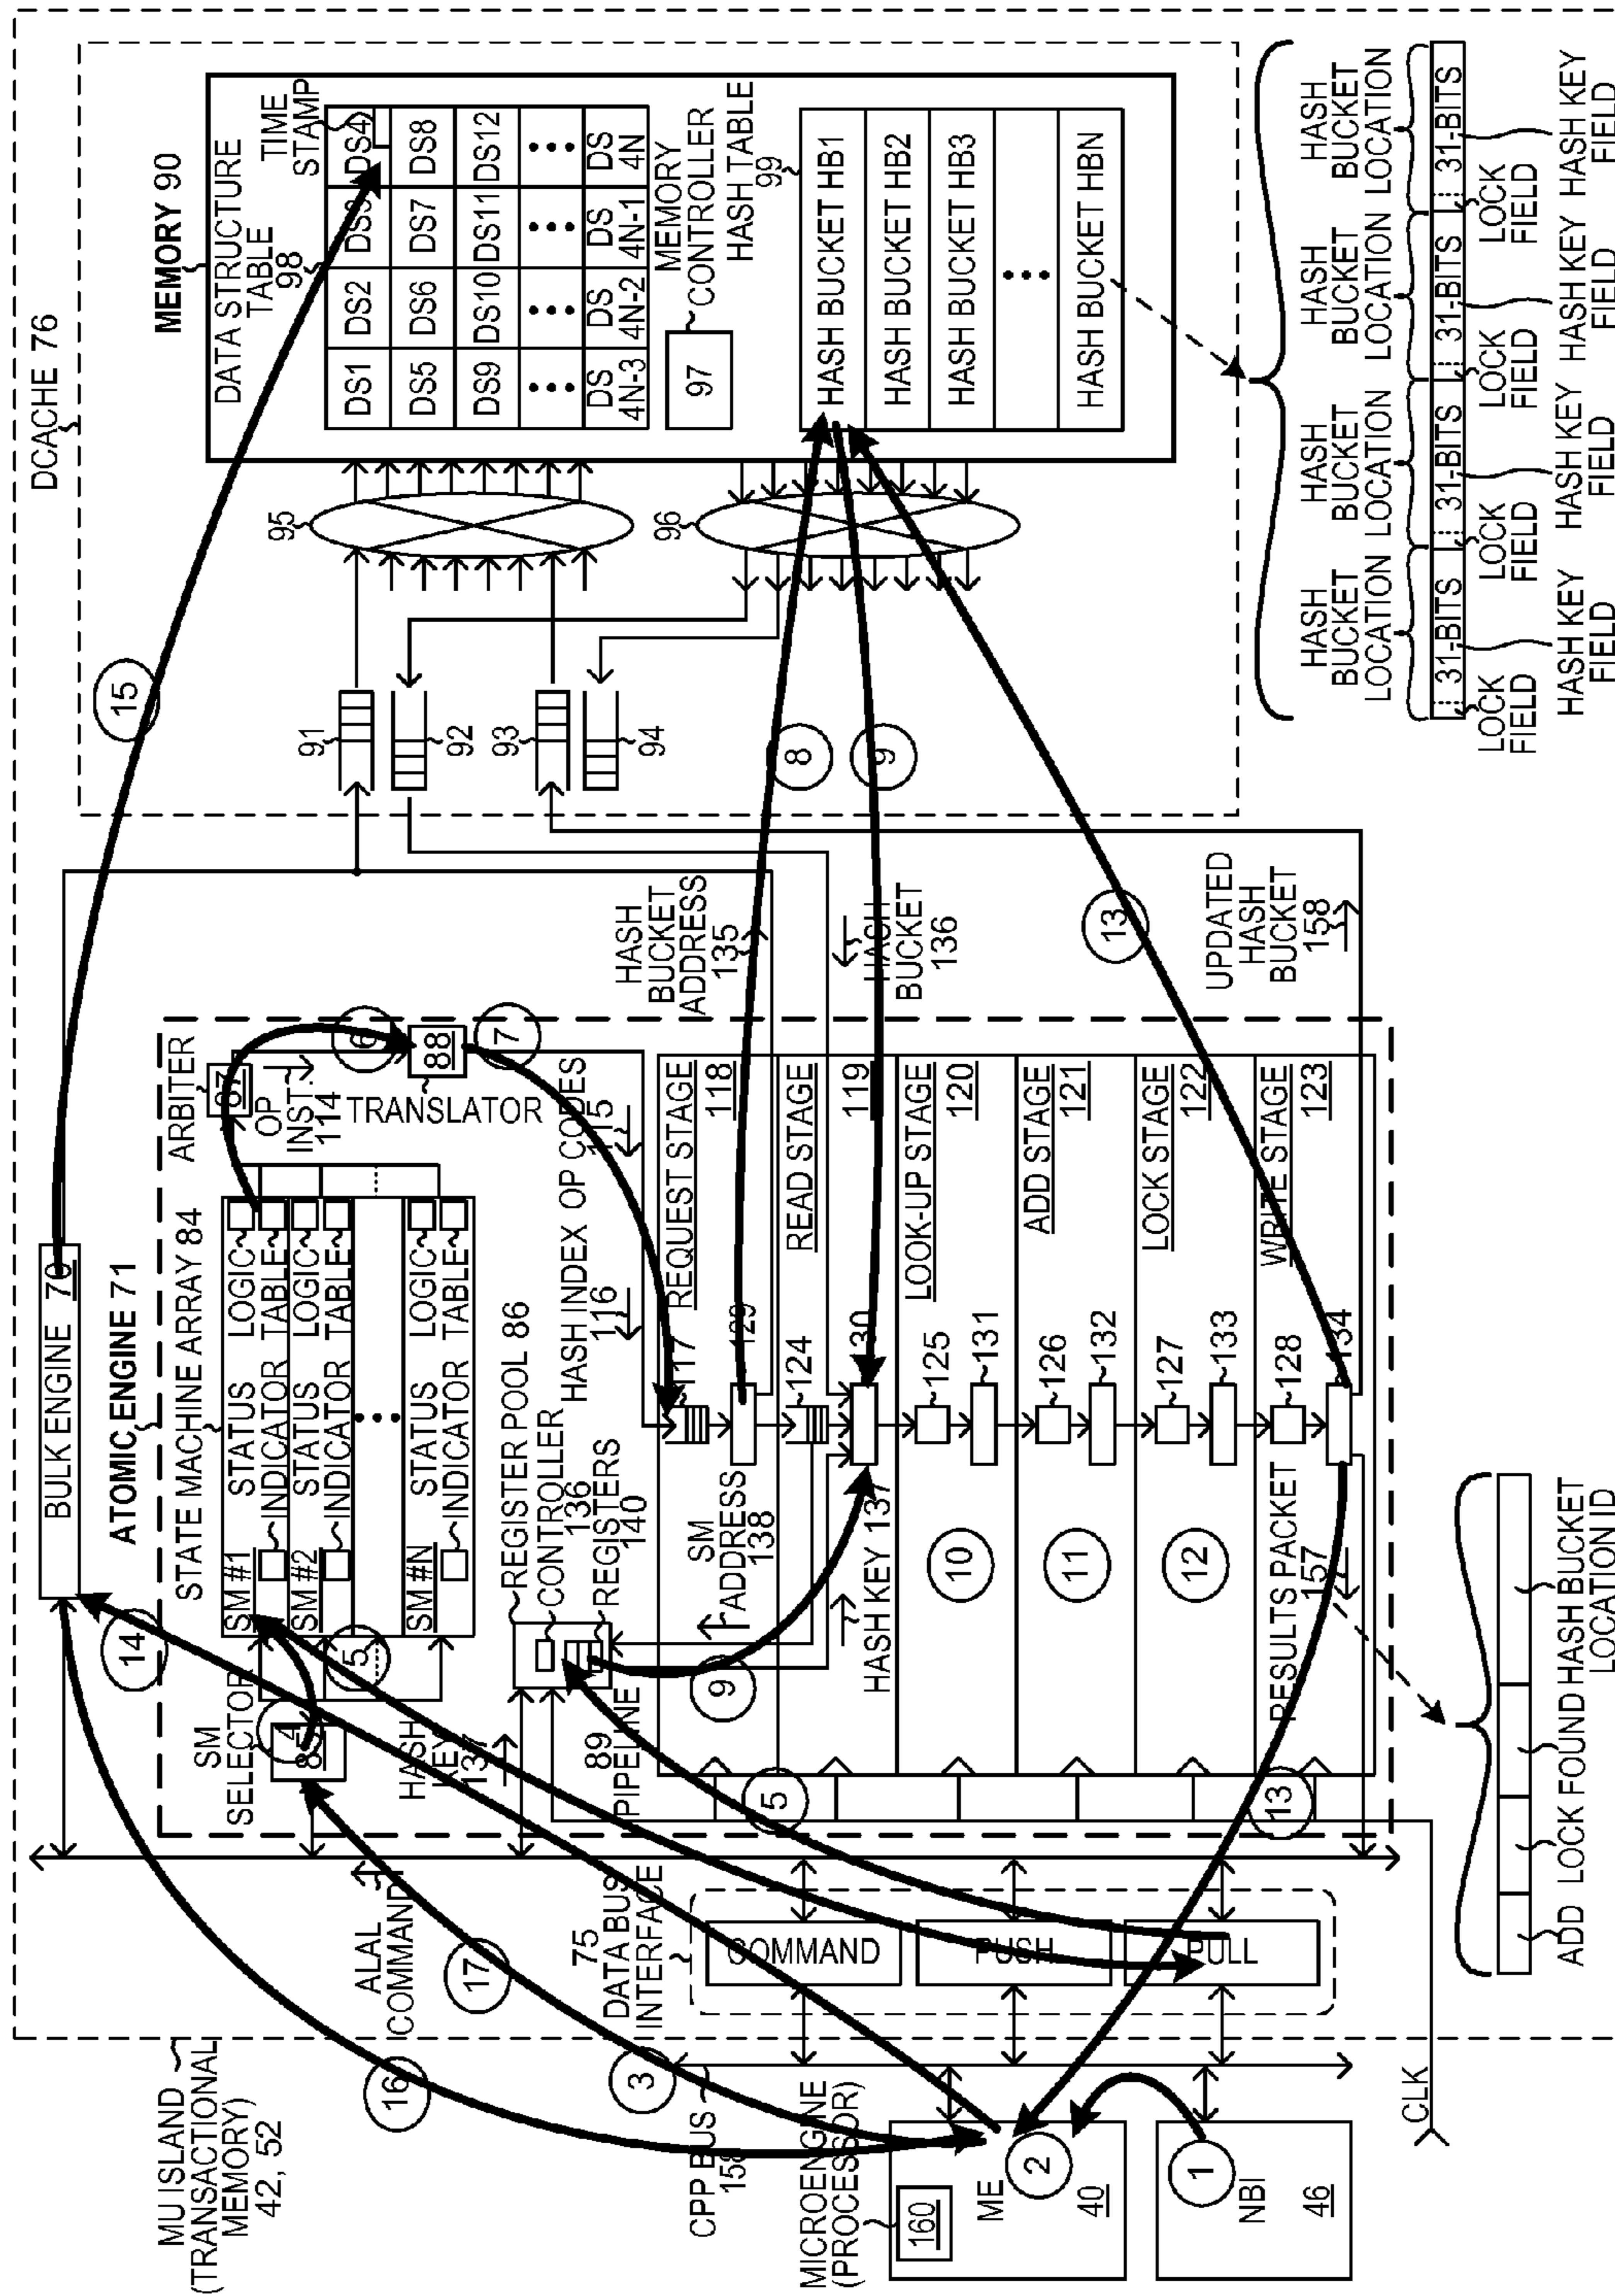 MU ISLAND
(TRANSACTIONAL
MEMORY)
42, 52
DCACHE 76
BULK ENGINE 70
ATOMIC ENGINE 71
STATE MACHINE ARRAY 84
SM #1
STATUS
INDICATOR
LOGIC
TABLE
SM #2
STATUS
INDICATOR
LOGIC
TABLE
SM #N
STATUS
INDICATOR
LOGIC
TABLE
ARBITER
OP
INST.
114
88
TRANSLATOR
SM
SELECTOR
85
ALAL
COMMAND
HASH
KEY
137
REGISTER POOL 86
CONTROLLER
136
REGISTERS
140
HASH INDEX
116
OP CODES
115
89
PIPELINE
SM
ADDRESS
138
HASH KEY 137
REQUEST STAGE
118
117
129
READ STAGE
119
124
130
LOOK-UP STAGE
120
125
131
ADD STAGE
121
126
132
LOCK STAGE
122
127
133
WRITE STAGE
123
128
134
RESULTS PACKET
157
HASH
BUCKET
ADDRESS
135
HASH
BUCKET
136
UPDATED
HASH
BUCKET
158
91
92
93
94
95
96
MEMORY 90
DATA STRUCTURE
TABLE
98
TIME
STAMP
DS1 DS2 DS3 DS4
DS5 DS6 DS7 DS8
DS9 DS10 DS11 DS12
DS
4N-3
DS
4N-2
DS
4N-1
DS
4N
97
MEMORY
CONTROLLER
HASH TABLE
99
HASH BUCKET HB1
HASH BUCKET HB2
HASH BUCKET HB3
HASH BUCKET HBN
75
DATA BUS
INTERFACE
COMMAND
PUSH
PULL
CPP BUS
MICROENGINE
(PROCESSOR)
160
ME
40
NBI
46
CLK
1
2
3
4
5
5
6
7
8
9
9
10
11
12
13
13
14
15
16
17
ADD
LOCK
FOUND
HASH BUCKET
LOCATION ID
HASH
BUCKET
LOCATION
HASH
BUCKET
LOCATION
HASH
BUCKET
LOCATION
HASH
BUCKET
LOCATION
31-BITS
31-BITS
31-BITS
31-BITS
LOCK
FIELD
LOCK
FIELD
LOCK
FIELD
LOCK
FIELD
HASH KEY
FIELD
HASH KEY
FIELD
HASH KEY
FIELD
HASH KEY
FIELD